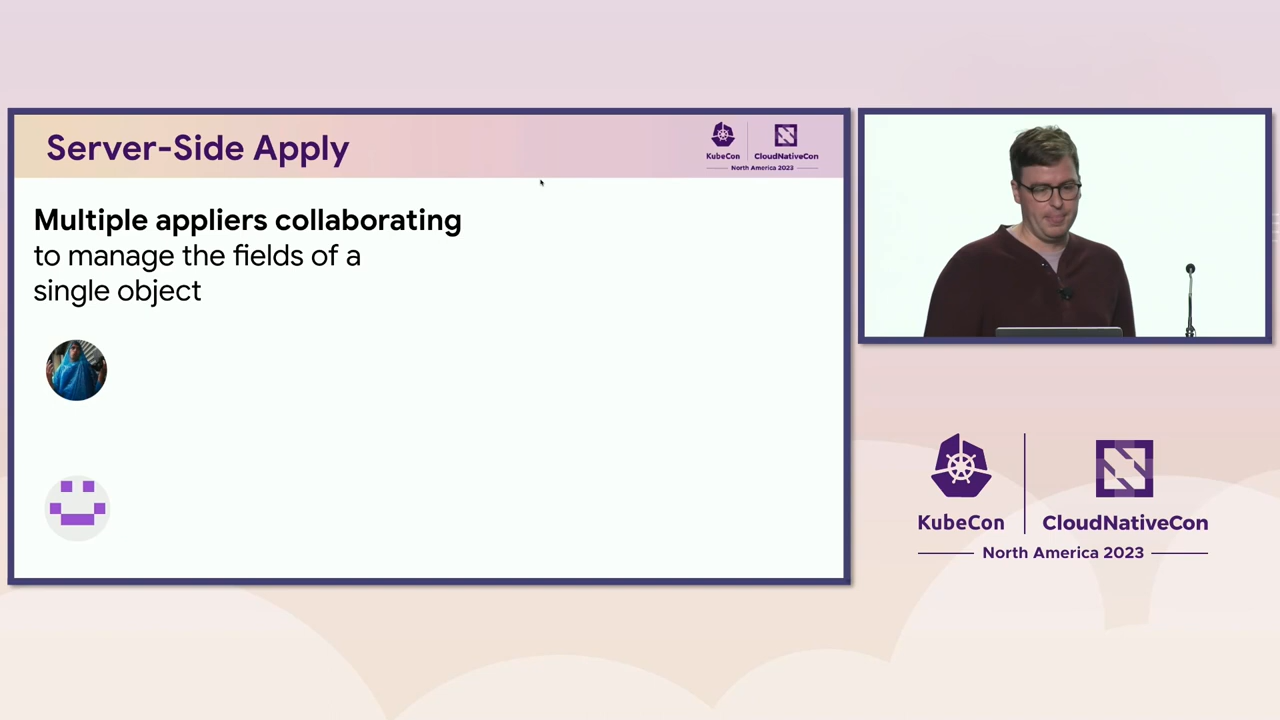 Server-Side Apply
KubeCon
CloudNativeCon
North America 2023
Multiple appliers collaborating
to manage the fields of a
single object
KubeCon
CloudNativeCon
North America 2023